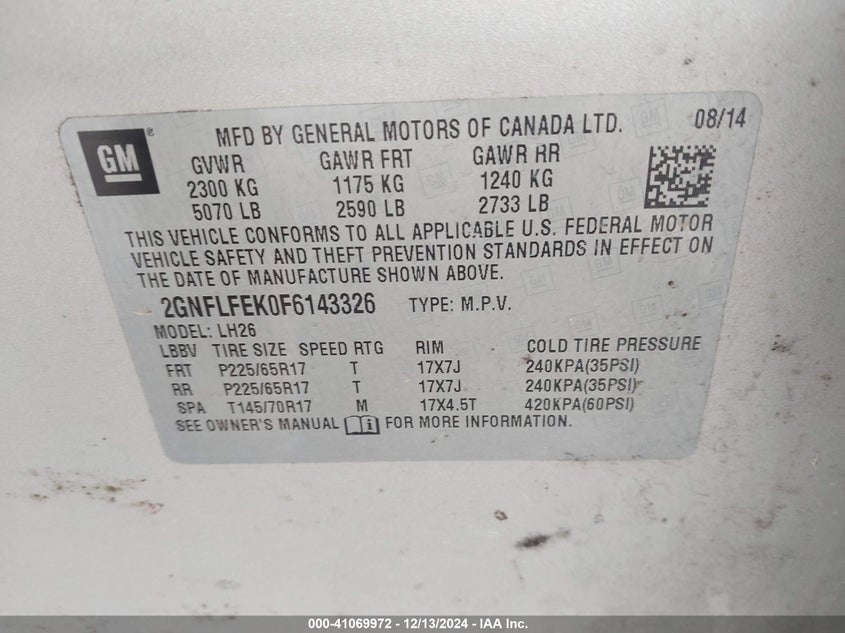 GM ® MFD BY GENERAL MOTORS OF CANADA LTD. 08/14
GVWR GAWR FRT GAWR RR
2300 KG 1175 KG 1240 KG
5070 LB 2590 LB 2733 LB
THIS VEHICLE CONFORMS TO ALL APPLICABLE U.S. FEDERAL MOTOR
VEHICLE SAFETY AND THEFT PREVENTION STANDARDS IN EFFECT ON
THE DATE OF MANUFACTURE SHOWN ABOVE.
2GNFLFEK0F6143326 TYPE: M.P.V.
MODEL: LH26
LBBV TIRE SIZE SPEED RTG RIM COLD TIRE PRESSURE
FRT P225/65R17 T 17X7J 240KPA(35PSI)
RR P225/65R17 T 17X7J 240KPA(35PSI)
SPA T145/70R17 M 17X4.5T 420KPA(60PSI)
SEE OWNER'S MANUAL i FOR MORE INFORMATION.
000-41069972 - 12/13/2024 - IAA Inc.